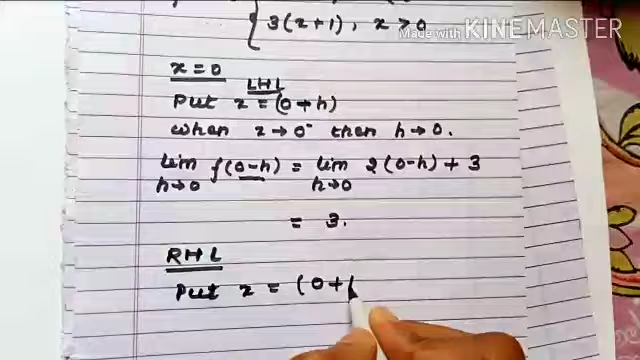 3(x+1), x>0
Made with KINEMASTER
x=0
LHL
Put x = (0+h)
when x→0⁻ then h→0.
lim f(0-h) = lim 2(0-h) + 3
h→0 h→0
= 3.
RHL
Put x = (0+